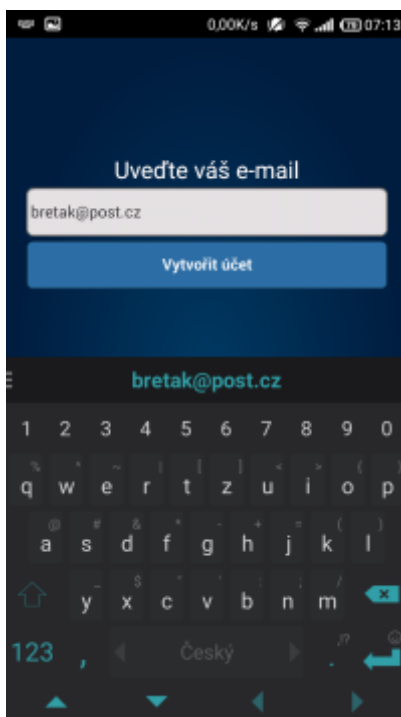 0,00K/s 78 07:13
Uveďte váš e-mail
bretak@post.cz
Vytvořit účet
bretak@post.cz
1 2 3 4 5 6 7 8 9 0
q w e r t z u i o p
a s d f g h j k l
y x c v b n m
123 , Český . ,!?